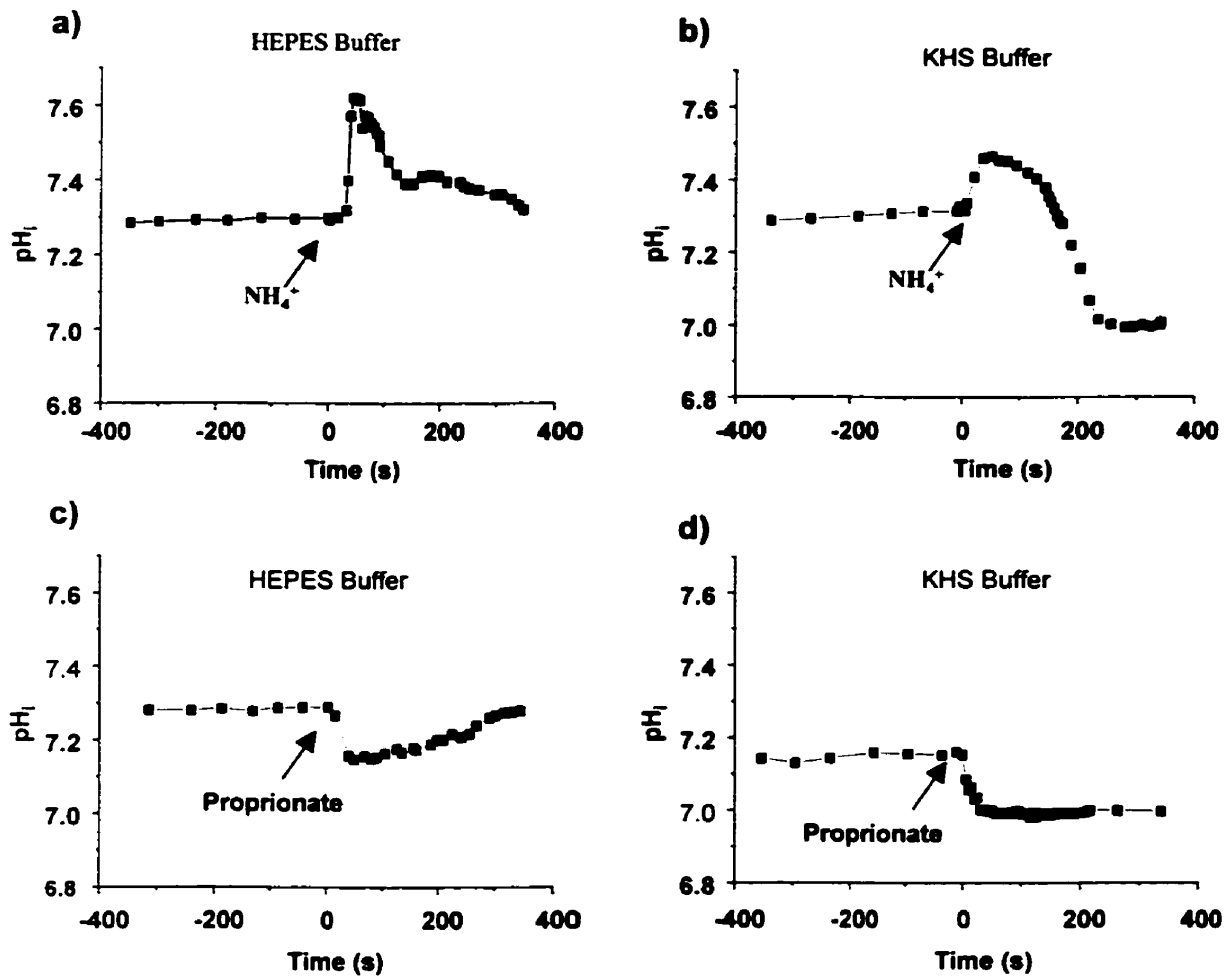 a)
HEPES Buffer
7.6
7.4
7.2
7.0
6.8
pHi
NH4+
-400 -200 0 200 400
Time (s)
b)
KHS Buffer
7.6
7.4
7.2
7.0
6.8
pHi
NH4+
-400 -200 0 200 400
Time (s)
c)
HEPES Buffer
7.6
7.4
7.2
7.0
6.8
pHi
Proprionate
-400 -200 0 200 400
Time (s)
d)
KHS Buffer
7.6
7.4
7.2
7.0
6.8
pHi
Proprionate
-400 -200 0 200 400
Time (s)